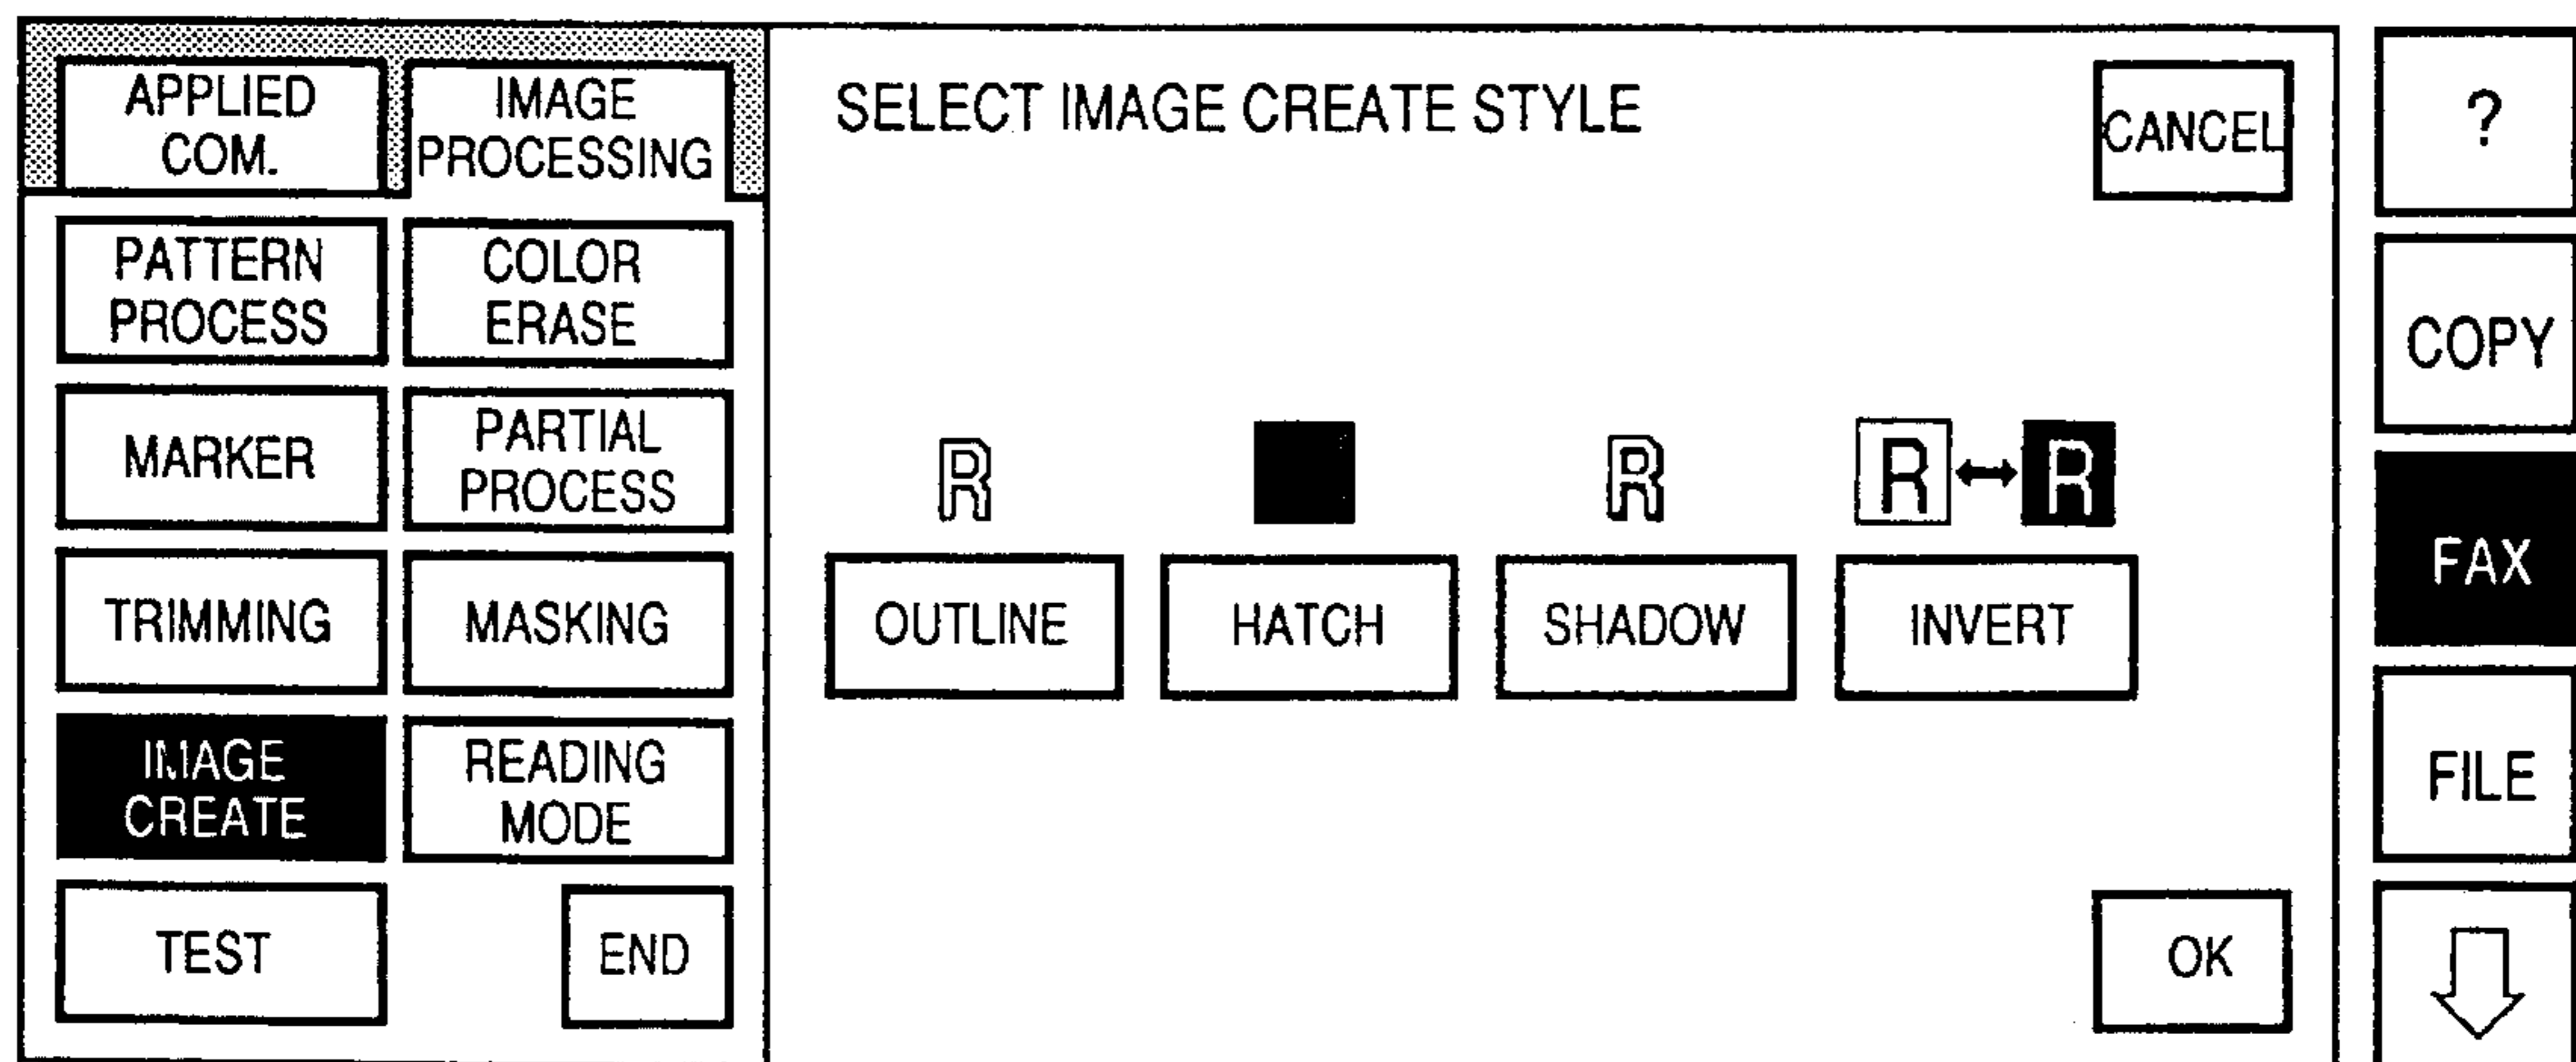 APPLIED
COM.
IMAGE
PROCESSING
PATTERN
PROCESS
COLOR
ERASE
MARKER
PARTIAL
PROCESS
TRIMMING
MASKING
IMAGE
CREATE
READING
MODE
TEST
END
SELECT IMAGE CREATE STYLE
CANCEL
R
R
R
R
OUTLINE
HATCH
SHADOW
INVERT
OK
?
COPY
FAX
FILE